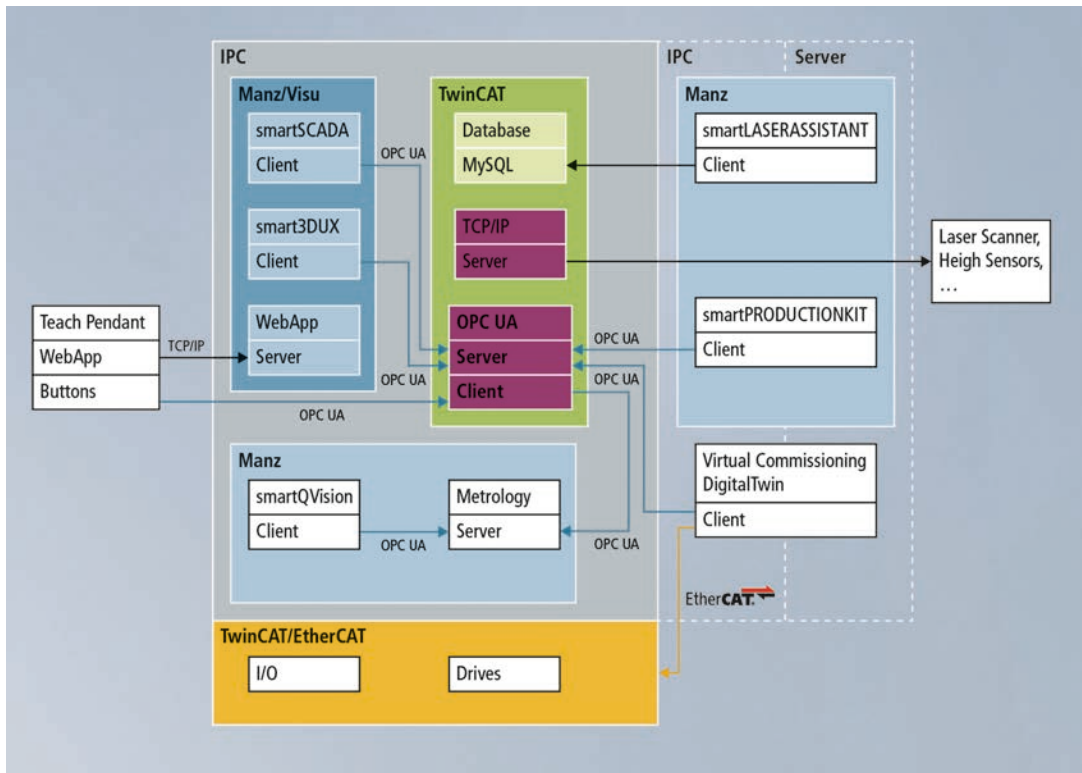 IPC
Manz/Visu
smartSCADA
Client
smart3DUX
Client
WebApp
Server
OPC UA
TwinCAT
Database
MySQL
TCP/IP
Server
OPC UA
Server
Client
IPC
Server
Manz
smartLASERASSISTANT
Client
smartPRODUCTIONKIT
Client
OPC UA
OPC UA
Laser Scanner,
Heigh Sensors,
...
Teach Pendant
WebApp
Buttons
TCP/IP
OPC UA
OPC UA
Manz
smartQVision
Client
OPC UA
Metrology
Server
OPC UA
Virtual Commissioning
DigitalTwin
Client
EtherCAT.
TwinCAT/EtherCAT
I/O
Drives